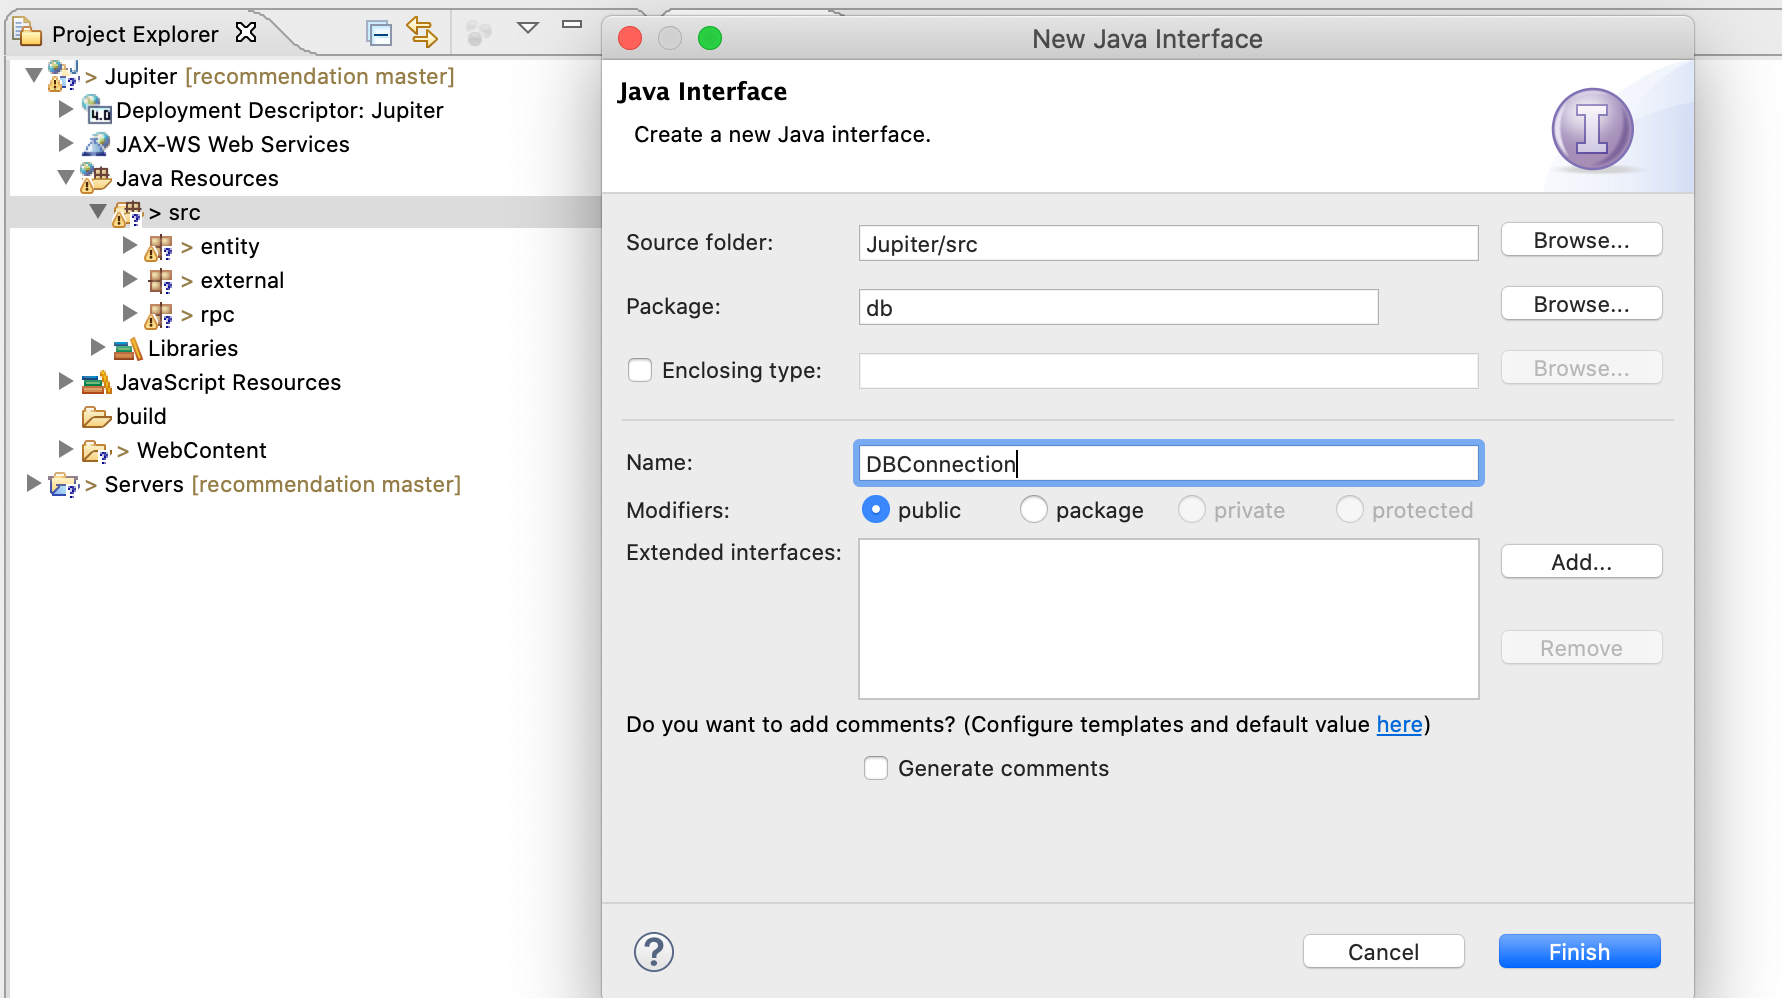 Project Explorer
> Jupiter [recommendation master]
4.0 Deployment Descriptor: Jupiter
JAX-WS Web Services
Java Resources
> src
> entity
> external
> rpc
Libraries
JavaScript Resources
build
> WebContent
> Servers [recommendation master]
New Java Interface
Java Interface
Create a new Java interface.
I
Source folder: Jupiter/src Browse...
Package: db Browse...
Enclosing type: Browse...
Name: DBConnection
Modifiers: public package private protected
Extended interfaces: Add...
Remove
Do you want to add comments? (Configure templates and default value here)
Generate comments
? Cancel Finish